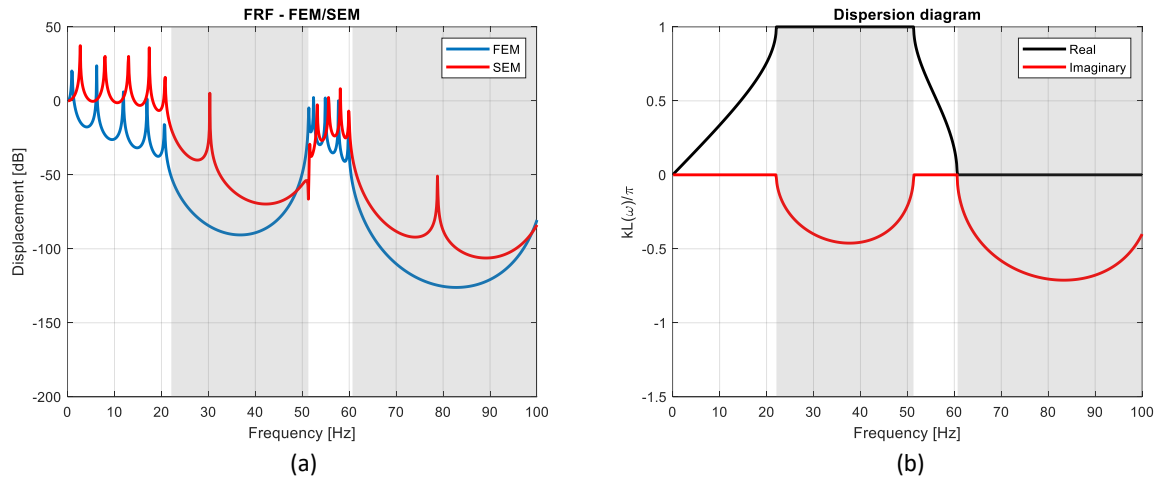 FRF - FEM/SEM
50
0
-50
-100
-150
-200
Displacement [dB]
FEM
SEM
0 10 20 30 40 50 60 70 80 90 100
Frequency [Hz]
(a)
Dispersion diagram
1
0.5
0
-0.5
-1
-1.5
kL(ω)/π
Real
Imaginary
0 10 20 30 40 50 60 70 80 90 100
Frequency [Hz]
(b)